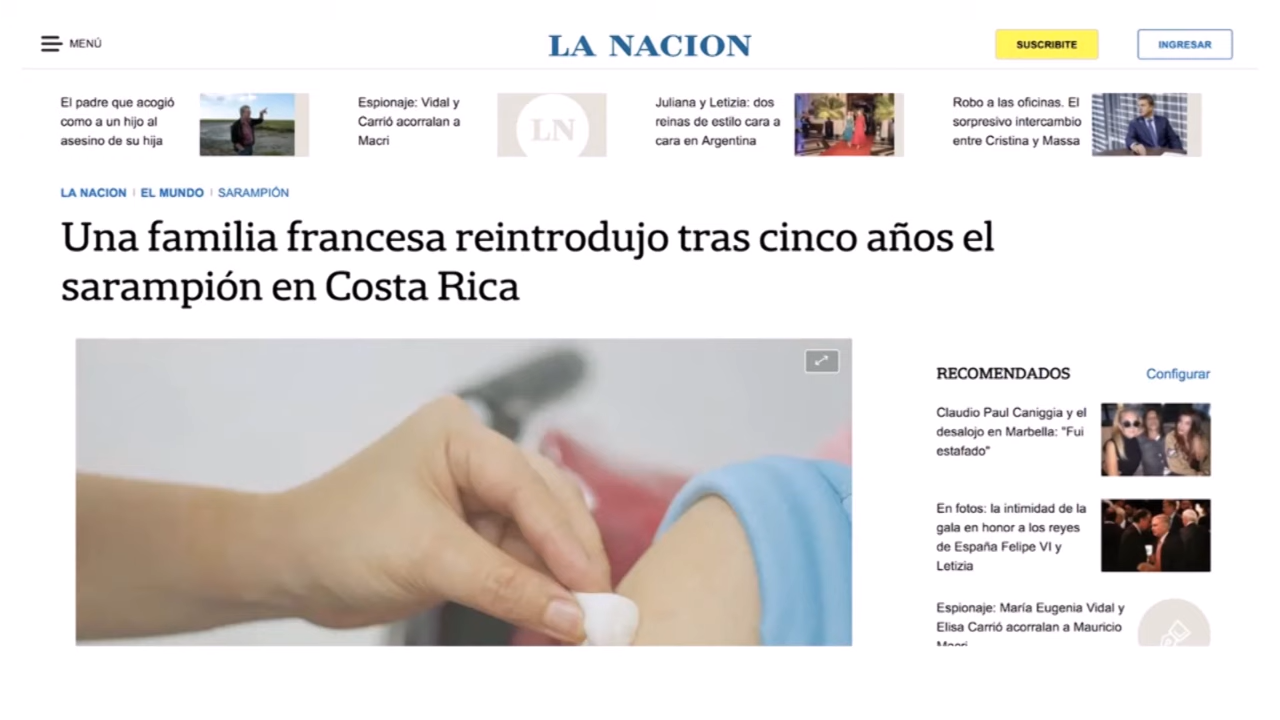 MENÚ
LA NACION
SUSCRIBITE
INGRESAR
El padre que acogió
como a un hijo al
asesino de su hija
Espionaje: Vidal y
Carrió acorralan a
Macri
LN
Juliana y Letizia: dos
reinas de estilo cara a
cara en Argentina
Robo a las oficinas. El
sorpresivo intercambio
entre Cristina y Massa
LA NACION | EL MUNDO | SARAMPIÓN
Una familia francesa reintrodujo tras cinco años el
sarampión en Costa Rica
RECOMENDADOS
Configurar
Claudio Paul Caniggia y el
desalojo en Marbella: "Fui
estafado"
En fotos: la intimidad de la
gala en honor a los reyes
de España Felipe VI y
Letizia
Espionaje: María Eugenia Vidal y
Elisa Carrió acorralan a Mauricio
Macri